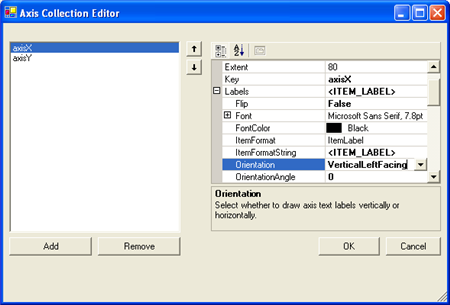 Axis Collection Editor
axisX
axisY
Extent 80
Key axisX
Labels <ITEM_LABEL>
Flip False
Font Microsoft Sans Serif, 7.8pt
FontColor Black
ItemFormat ItemLabel
ItemFormatString <ITEM_LABEL>
Orientation VerticalLeftFacing
OrientationAngle 0
Orientation
Select whether to draw axis text labels vertically or
horizontally.
Add Remove OK Cancel